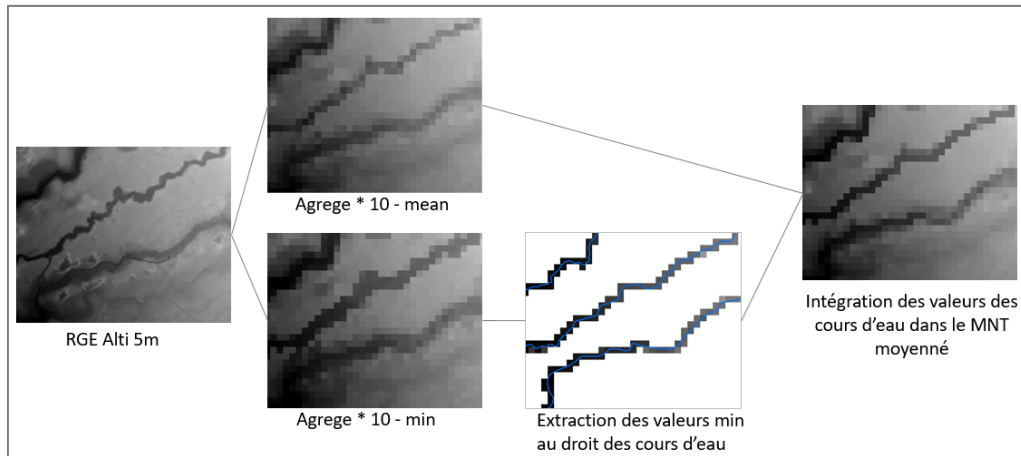 Agrege * 10 - mean
RGE Alti 5m
Agrege * 10 - min
Extraction des valeurs min
au droit des cours d'eau
Intégration des valeurs des
cours d'eau dans le MNT
moyenné